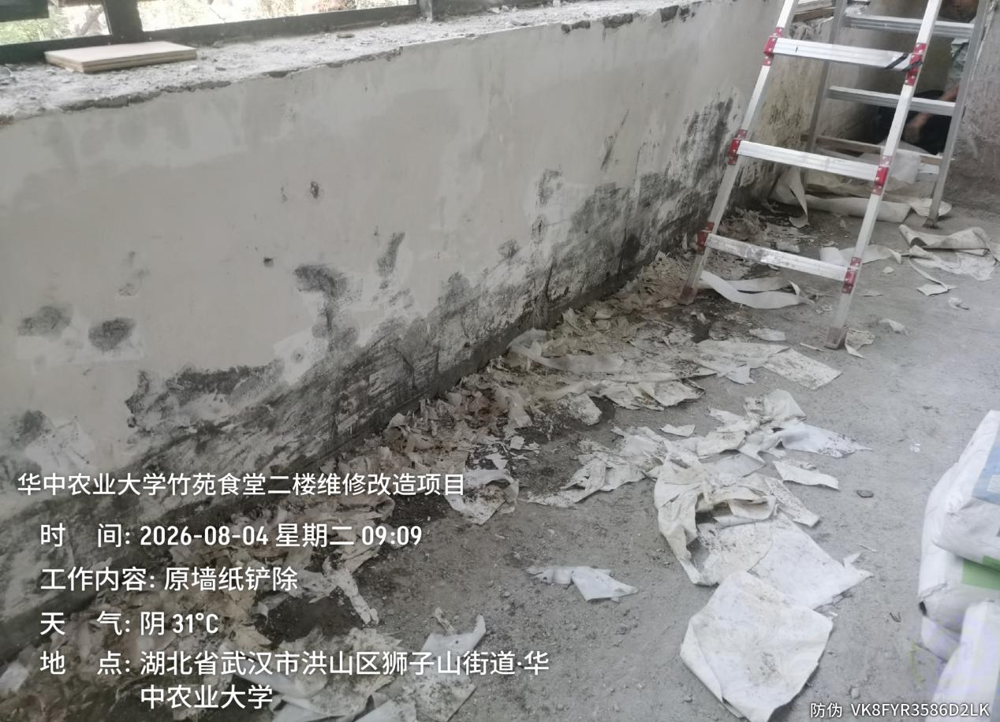 华中农业大学竹苑食堂二楼维修改造项目
时 间: 2026-08-04 星期二 09:09
工作内容: 原墙纸铲除
天 气: 阴 31℃
地 点: 湖北省武汉市洪山区狮子山街道·华
中农业大学
防伪 VK8FYR3586D2LK